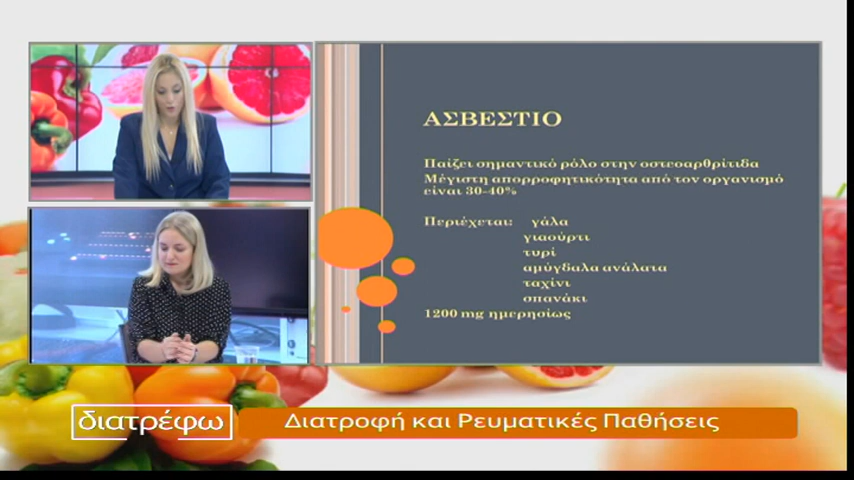 ΑΣΒΕΣΤΙΟ
Παίζει σημαντικό ρόλο στην οστεοαρθρίτιδα
Μέγιστη απορροφητικότητα από τον οργανισμό
είναι 30-40%
Περιέχεται: γάλα
γιαούρτι
τυρί
αμύγδαλα ανάλατα
ταχίνι
σπανάκι
1200 mg ημερησίως
διατρέφω
Διατροφή και Ρευματικές Παθήσεις